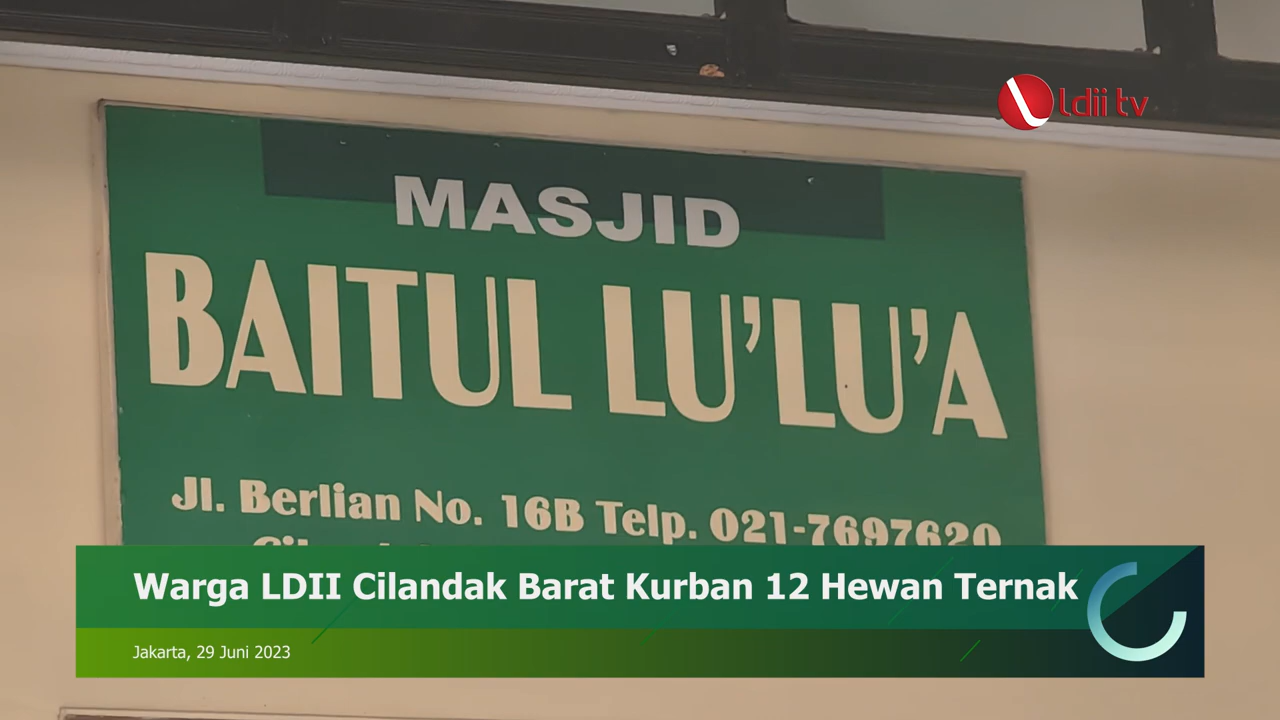 ldii tv
MASJID
BAITUL LU'LU'A
Jl. Berlian No. 16B Telp. 021-7697620
Warga LDII Cilandak Barat Kurban 12 Hewan Ternak
Jakarta, 29 Juni 2023